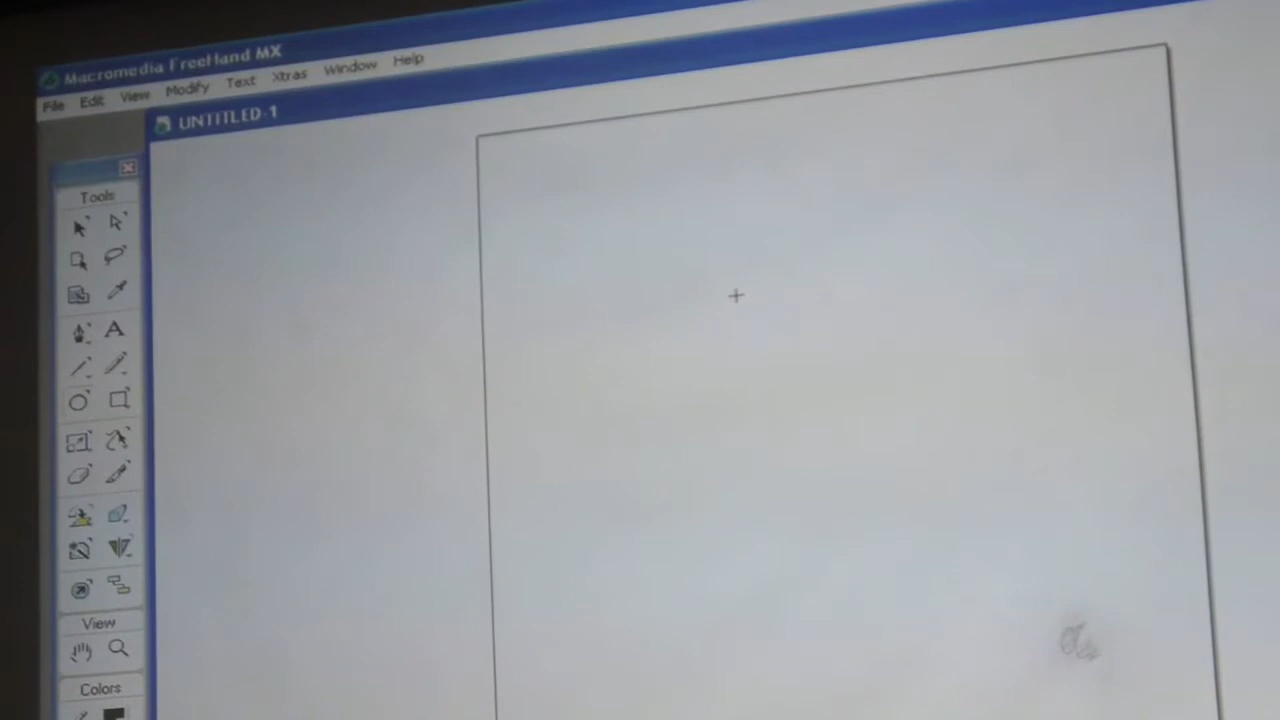 Macromedia FreeHand MX
File Edit View Modify Text Xtras Window Help
UNTITLED-1
Tools
A
View
Colors